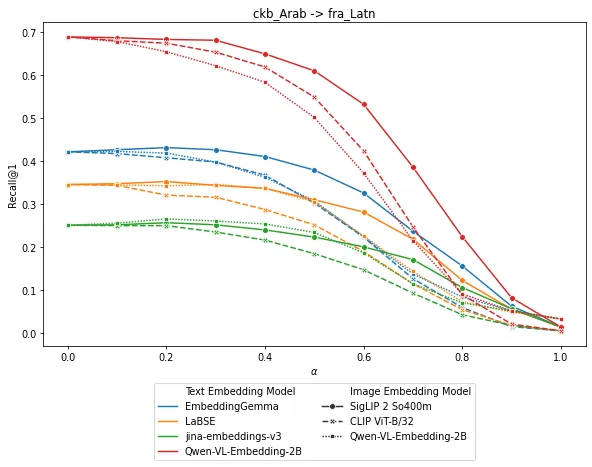 ckb_Arab -> fra_Latn
Recall@1
0.7
0.6
0.5
0.4
0.3
0.2
0.1
0.0
0.0 0.2 0.4 0.6 0.8 1.0
α
Text Embedding Model
EmbeddingGemma
LaBSE
jina-embeddings-v3
Qwen-VL-Embedding-2B
Image Embedding Model
SigLIP 2 So400m
CLIP ViT-B/32
Qwen-VL-Embedding-2B